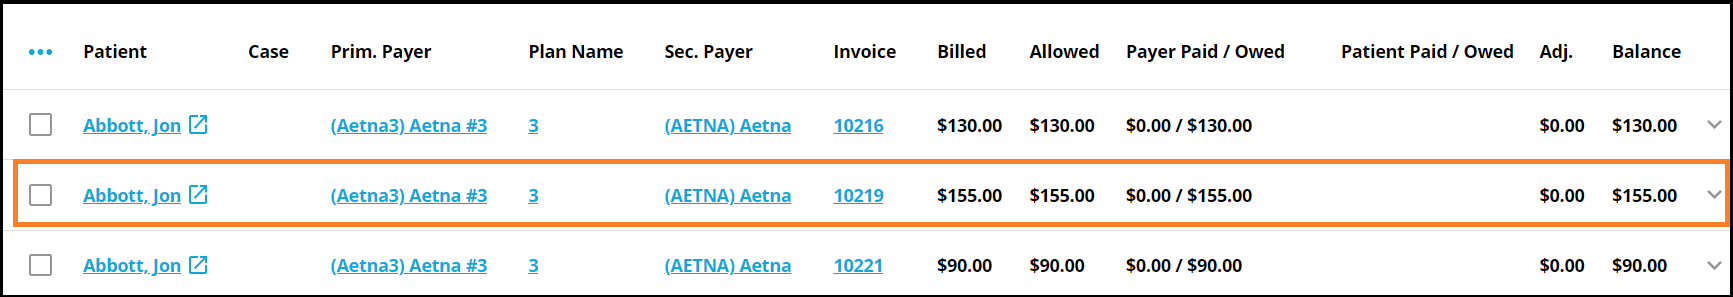 Patient Case Prim. Payer Plan Name Sec. Payer Invoice Billed Allowed Payer Paid / Owed Patient Paid / Owed Adj. Balance
Abbott, Jon (Aetna3) Aetna #3 3 (AETNA) Aetna 10216 $130.00 $130.00 $0.00 / $130.00 $0.00 $130.00
Abbott, Jon (Aetna3) Aetna #3 3 (AETNA) Aetna 10219 $155.00 $155.00 $0.00 / $155.00 $0.00 $155.00
Abbott, Jon (Aetna3) Aetna #3 3 (AETNA) Aetna 10221 $90.00 $90.00 $0.00 / $90.00 $0.00 $90.00